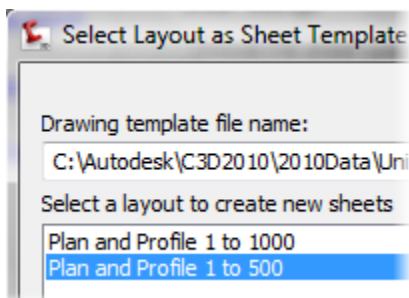 Select Layout as Sheet Template
Drawing template file name:
C:\Autodesk\C3D2010\2010Data\Uni
Select a layout to create new sheets
Plan and Profile 1 to 1000
Plan and Profile 1 to 500